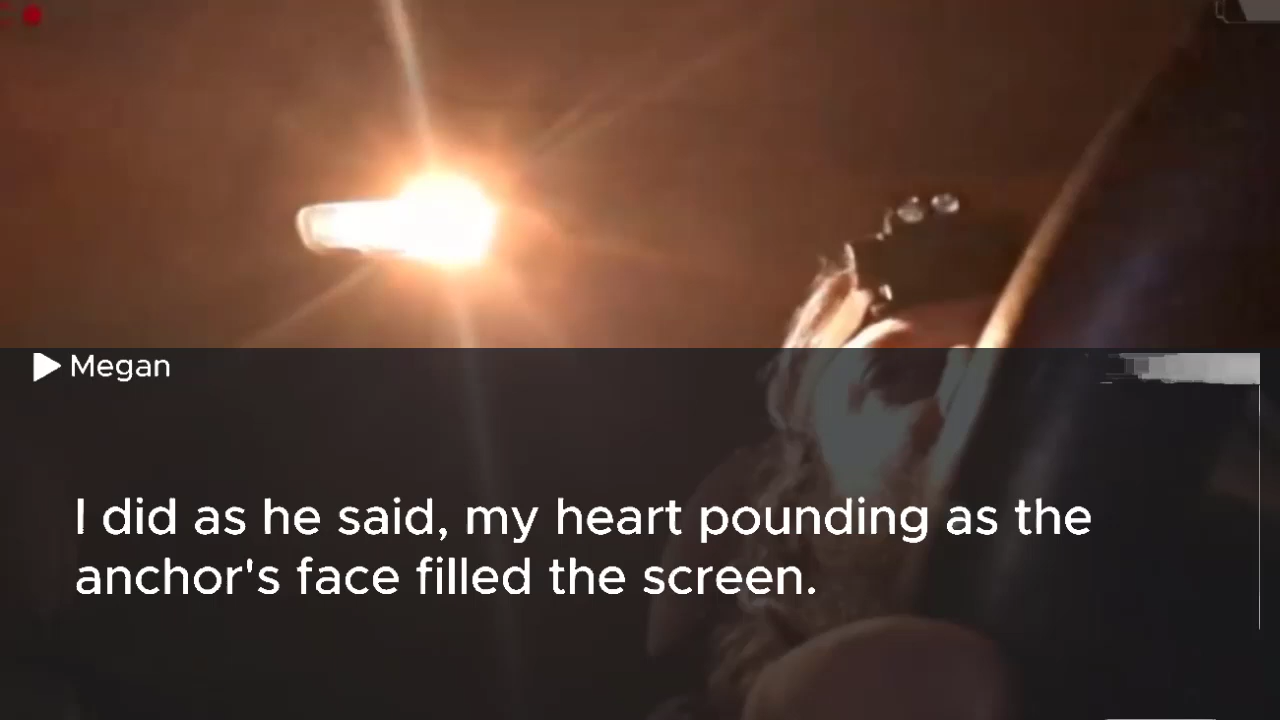 Megan
I did as he said, my heart pounding as the
anchor's face filled the screen.